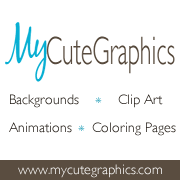 MyCuteGraphics
Backgrounds * Clip Art
Animations * Coloring Pages
www.mycutegraphics.com